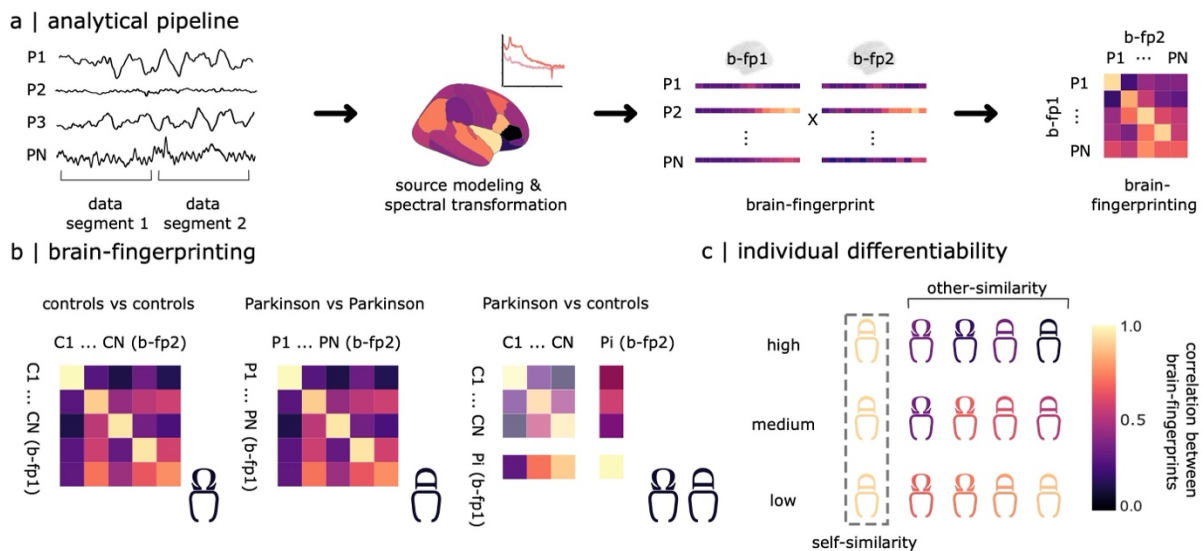 a | analytical pipeline
P1
P2
P3
PN
data
segment 1
data
segment 2
source modeling &
spectral transformation
b-fp1
b-fp2
P1
P2
X
⋮
⋮
PN
brain-fingerprint
b-fp2
P1 ... PN
b-fp1
P1
⋮
PN
brain-
fingerprinting
b | brain-fingerprinting
controls vs controls
C1 ... CN (b-fp2)
C1 ... CN (b-fp1)
Parkinson vs Parkinson
P1 ... PN (b-fp2)
P1 ... PN (b-fp1)
Parkinson vs controls
C1 ... CN
Pi (b-fp2)
C1 ... CN
Pi (b-fp1)
c | individual differentiability
other-similarity
high
medium
low
self-similarity
1.0
0.5
0.0
correlation between
brain-fingerprints